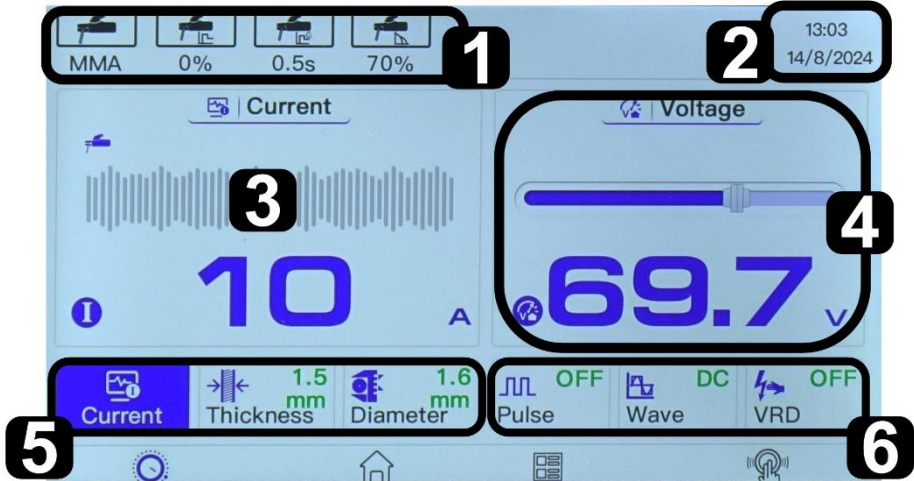 MMA 0% 0.5s 70%
1
2
13:03
14/8/2024
Current
Voltage
3
4
10 A
69.7 V
Current
1.5 mm
Thickness
1.6 mm
Diameter
OFF
Pulse
DC
Wave
OFF
VRD
5
6